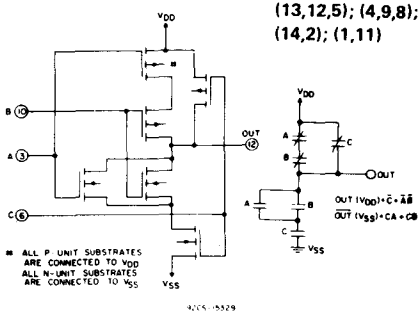 (13,12,5); (4,9,8);
(14,2); (1,11)
VDD
*
B 10
A 3
C 6
OUT
12
VSS
* ALL P-UNIT SUBSTRATES
ARE CONNECTED TO VDD
ALL N-UNIT SUBSTRATES
ARE CONNECTED TO VSS
VDD
A
C
B
OUT
A
B
C
VSS
OUT (VDD)=C̅+A̅B̅
O̅U̅T̅ (VSS)=CA+CB
92CS-15329